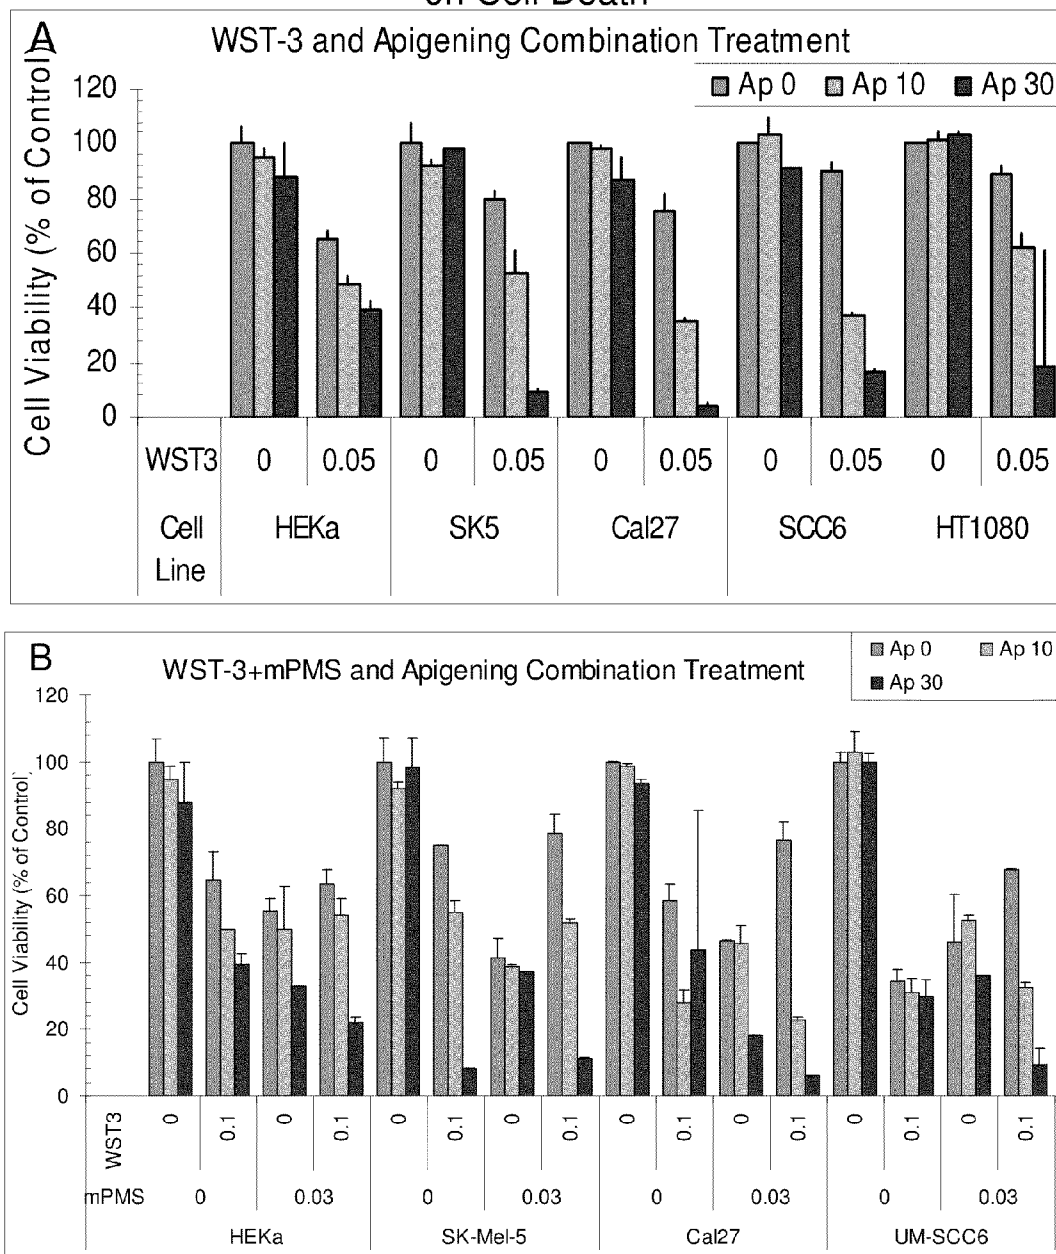 on Cell Death
A
WST-3 and Apigening Combination Treatment
Ap 0 Ap 10 Ap 30
Cell Viability (% of Control)
120
100
80
60
40
20
0
WST3 0 0.05 0 0.05 0 0.05 0 0.05 0 0.05
Cell Line HEKa SK5 Cal27 SCC6 HT1080
B
WST-3+mPMS and Apigening Combination Treatment
Ap 0 Ap 10
Ap 30
Cell Viability (% of Control)
120
100
80
60
40
20
0
WST3 0 0.1 0 0.1 0 0.1 0 0.1 0 0.1 0 0.1 0 0.1 0 0.1
mPMS 0 0.03 0 0.03 0 0.03 0 0.03
HEKa SK-Mel-5 Cal27 UM-SCC6